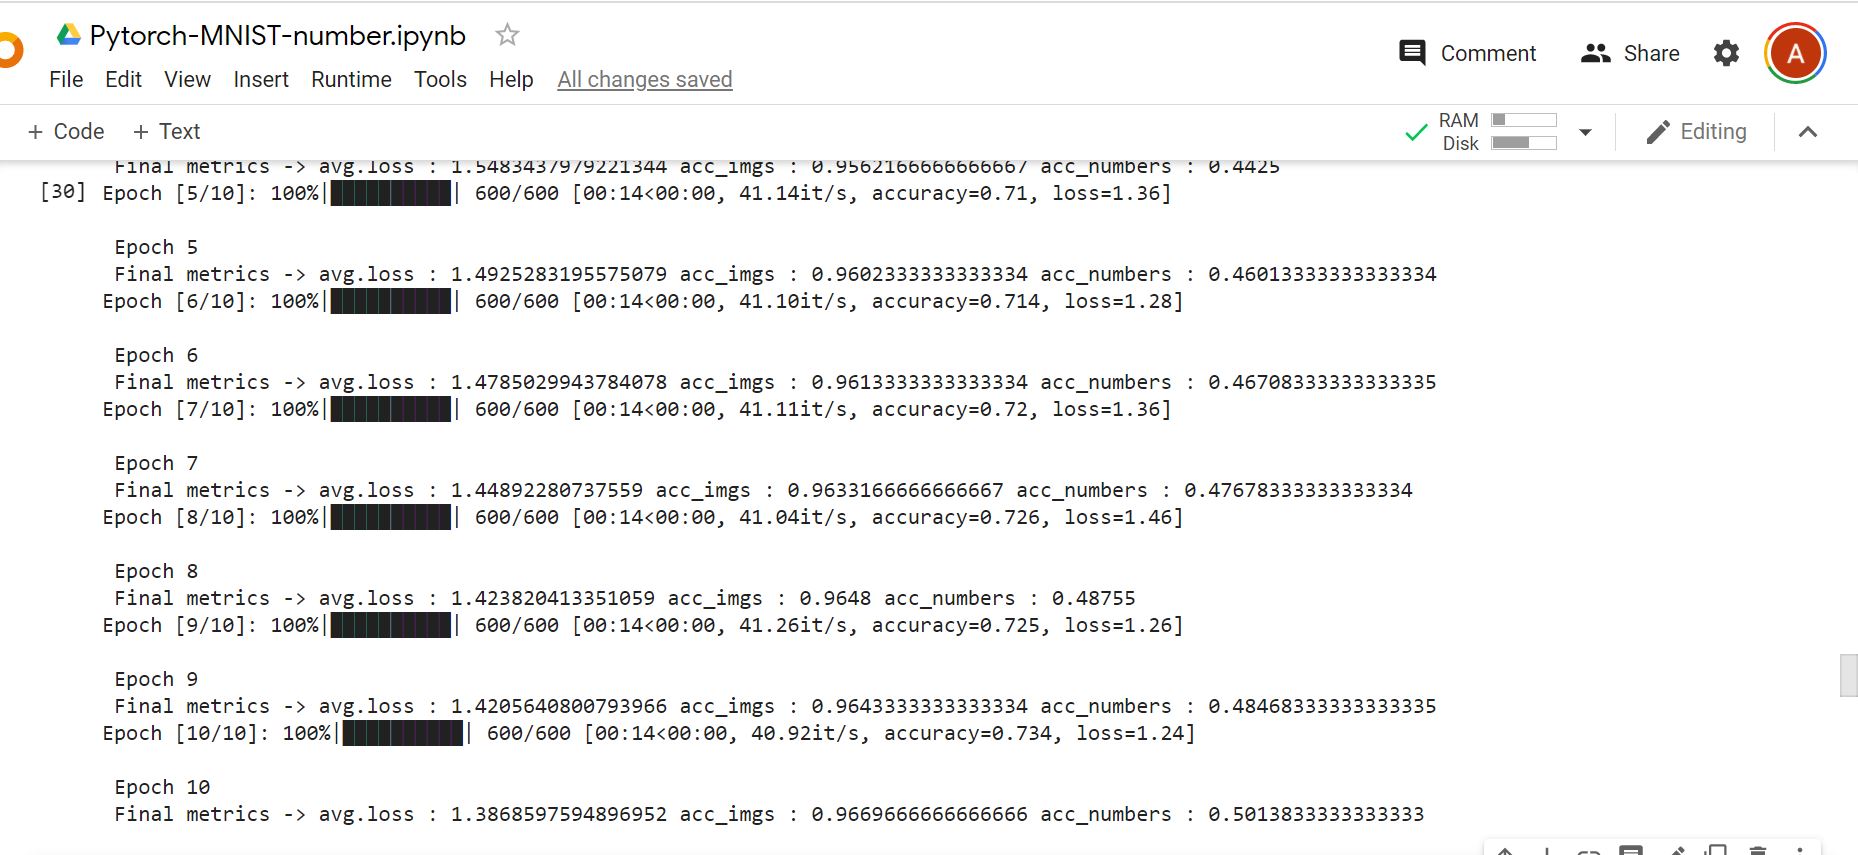 Pytorch-MNIST-number.ipynb
Comment Share A
File Edit View Insert Runtime Tools Help All changes saved
+ Code + Text
RAM
Disk
Editing
Final metrics -> avg.loss : 1.5483437979221344 acc_imgs : 0.9562166666666667 acc_numbers : 0.4425
[30] Epoch [5/10]: 100%|██████████| 600/600 [00:14<00:00, 41.14it/s, accuracy=0.71, loss=1.36]
Epoch 5
Final metrics -> avg.loss : 1.4925283195575079 acc_imgs : 0.9602333333333334 acc_numbers : 0.46013333333333334
Epoch [6/10]: 100%|██████████| 600/600 [00:14<00:00, 41.10it/s, accuracy=0.714, loss=1.28]
Epoch 6
Final metrics -> avg.loss : 1.4785029943784078 acc_imgs : 0.9613333333333334 acc_numbers : 0.46708333333333335
Epoch [7/10]: 100%|██████████| 600/600 [00:14<00:00, 41.11it/s, accuracy=0.72, loss=1.36]
Epoch 7
Final metrics -> avg.loss : 1.44892280737559 acc_imgs : 0.9633166666666667 acc_numbers : 0.47678333333333334
Epoch [8/10]: 100%|██████████| 600/600 [00:14<00:00, 41.04it/s, accuracy=0.726, loss=1.46]
Epoch 8
Final metrics -> avg.loss : 1.423820413351059 acc_imgs : 0.9648 acc_numbers : 0.48755
Epoch [9/10]: 100%|██████████| 600/600 [00:14<00:00, 41.26it/s, accuracy=0.725, loss=1.26]
Epoch 9
Final metrics -> avg.loss : 1.4205640800793966 acc_imgs : 0.9643333333333334 acc_numbers : 0.48468333333333335
Epoch [10/10]: 100%|██████████| 600/600 [00:14<00:00, 40.92it/s, accuracy=0.734, loss=1.24]
Epoch 10
Final metrics -> avg.loss : 1.3868597594896952 acc_imgs : 0.9669666666666666 acc_numbers : 0.5013833333333333